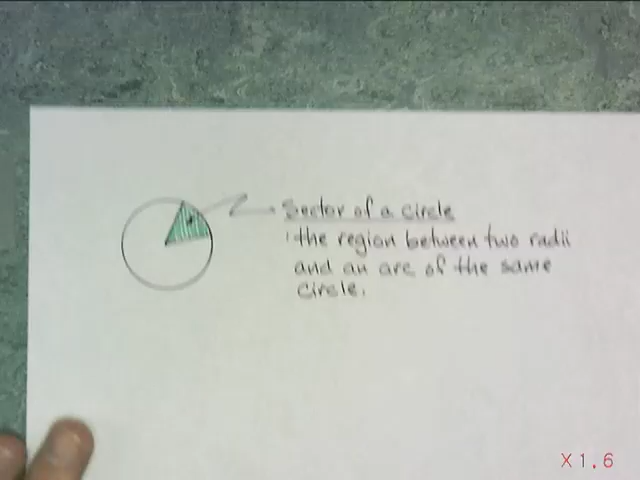 Sector of a circle
: the region between two radii
and an arc of the same
circle.
X1.6